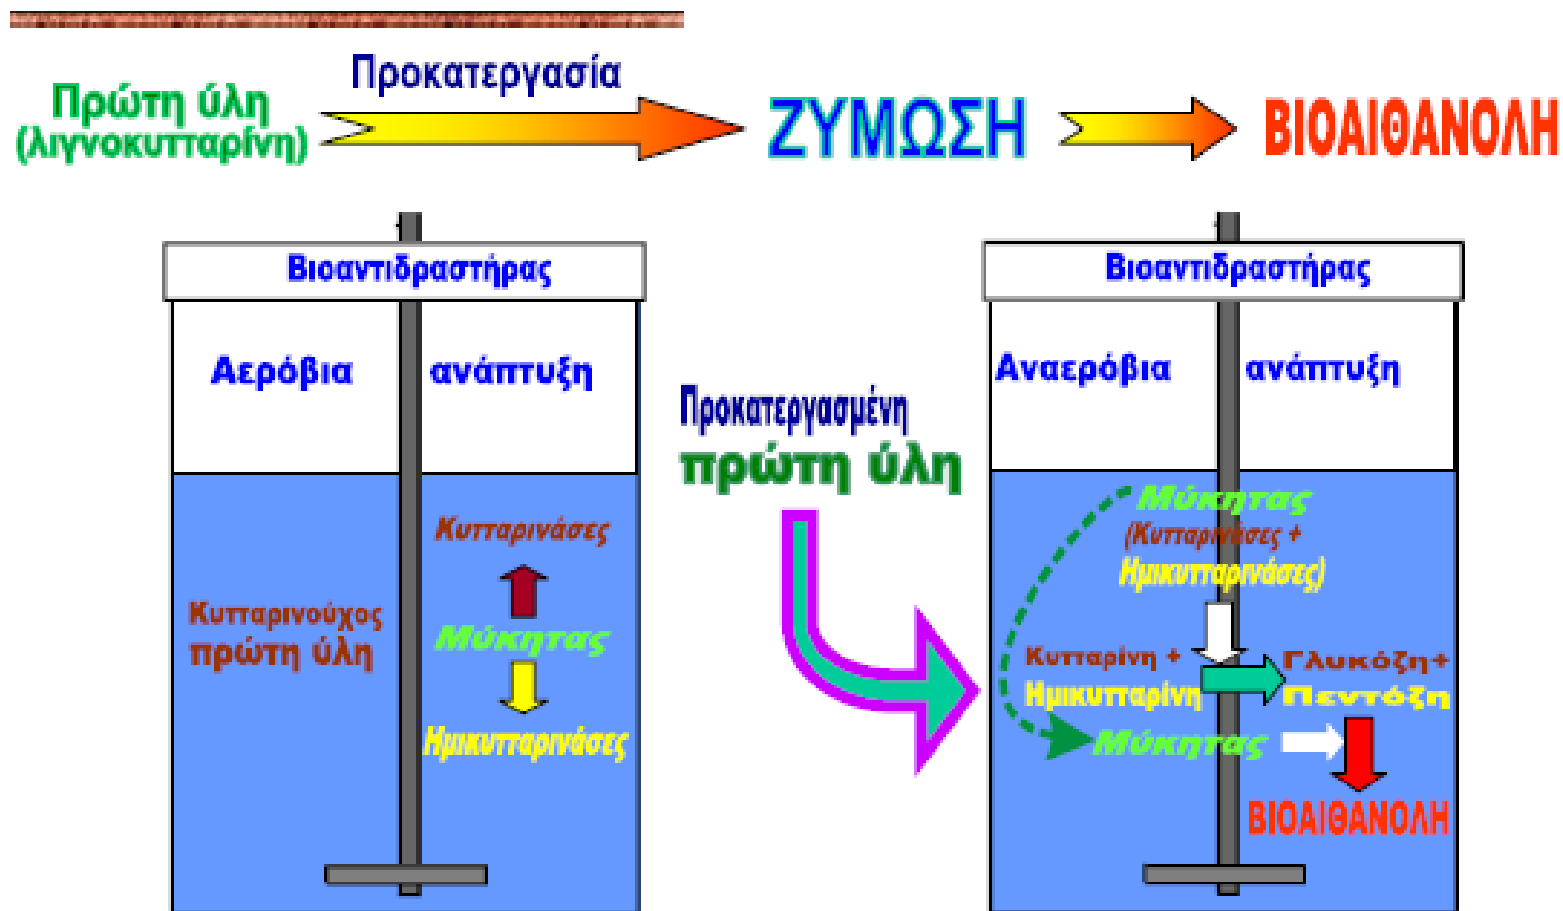 Προκατεργασία
Πρώτη ύλη
(λιγνοκυτταρίνη)
ΖΥΜΩΣΗ
ΒΙΟΑΙΘΑΝΟΛΗ
Βιοαντιδραστήρας
Αερόβια ανάπτυξη
Κυτταρινάσες
Κυτταρινούχος
πρώτη ύλη
Μύκητας
Ημικυτταρινάσες
Προκατεργασμένη
πρώτη ύλη
Βιοαντιδραστήρας
Αναερόβια ανάπτυξη
Μύκητας
(Κυτταρινάσες +
Ημικυτταρινάσες)
Κυτταρίνη +
Ημικυτταρίνη
Γλυκόζη+
Πεντόζη
Μύκητας
ΒΙΟΑΙΘΑΝΟΛΗ